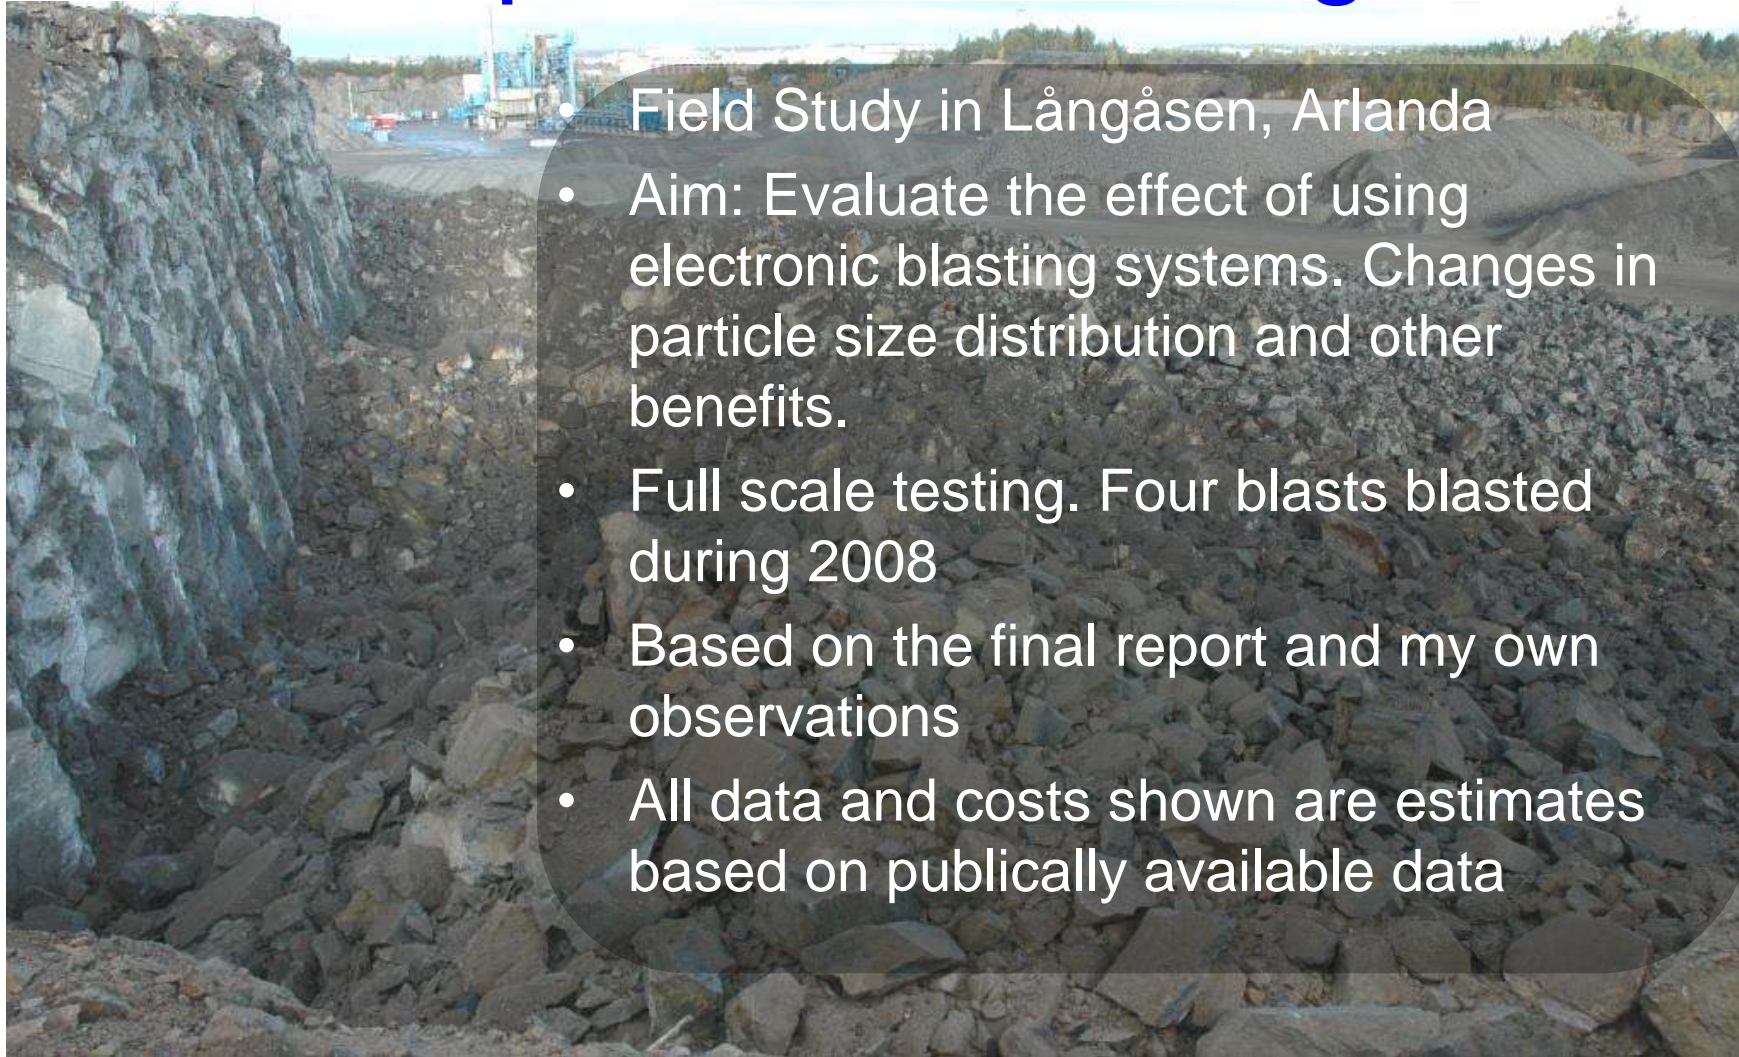 • Field Study in Långåsen, Arlanda
• Aim: Evaluate the effect of using
electronic blasting systems. Changes in
particle size distribution and other
benefits.
• Full scale testing. Four blasts blasted
during 2008
• Based on the final report and my own
observations
• All data and costs shown are estimates
based on publically available data